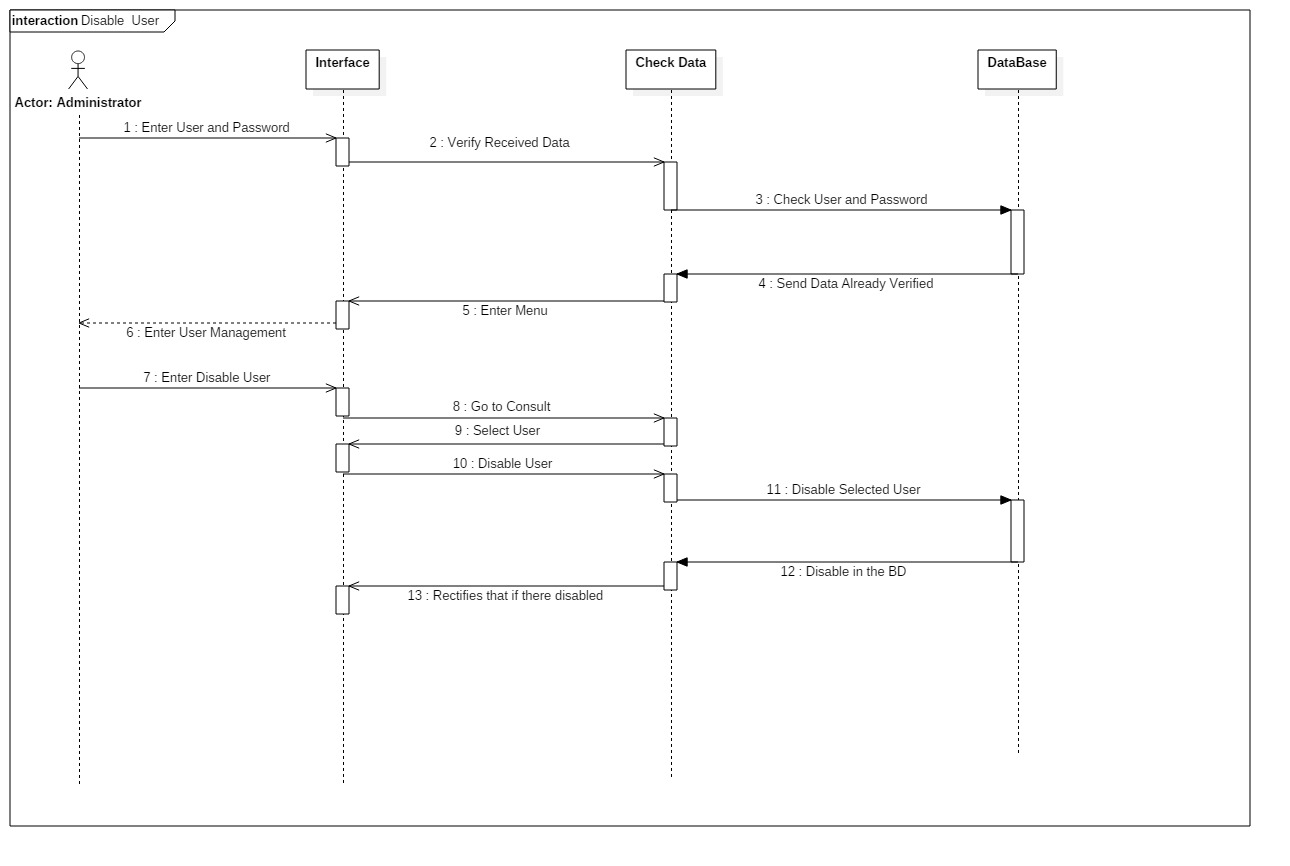 interaction Disable User
Interface
Check Data
DataBase
Actor: Administrator
1 : Enter User and Password
2 : Verify Received Data
3 : Check User and Password
4 : Send Data Already Verified
5 : Enter Menu
6 : Enter User Management
7 : Enter Disable User
8 : Go to Consult
9 : Select User
10 : Disable User
11 : Disable Selected User
12 : Disable in the BD
13 : Rectifies that if there disabled